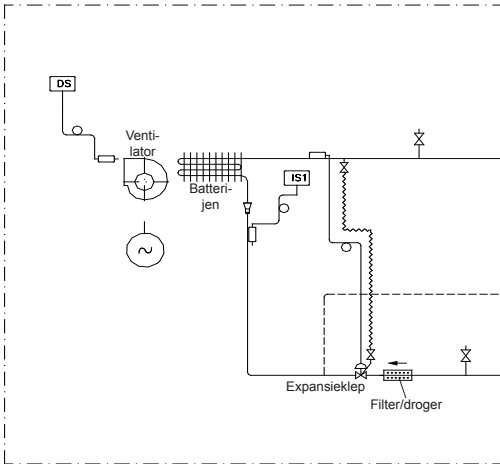 DS
Venti-
lator
Batteri-
jen
IS1
Expansieklep
Filter/droger